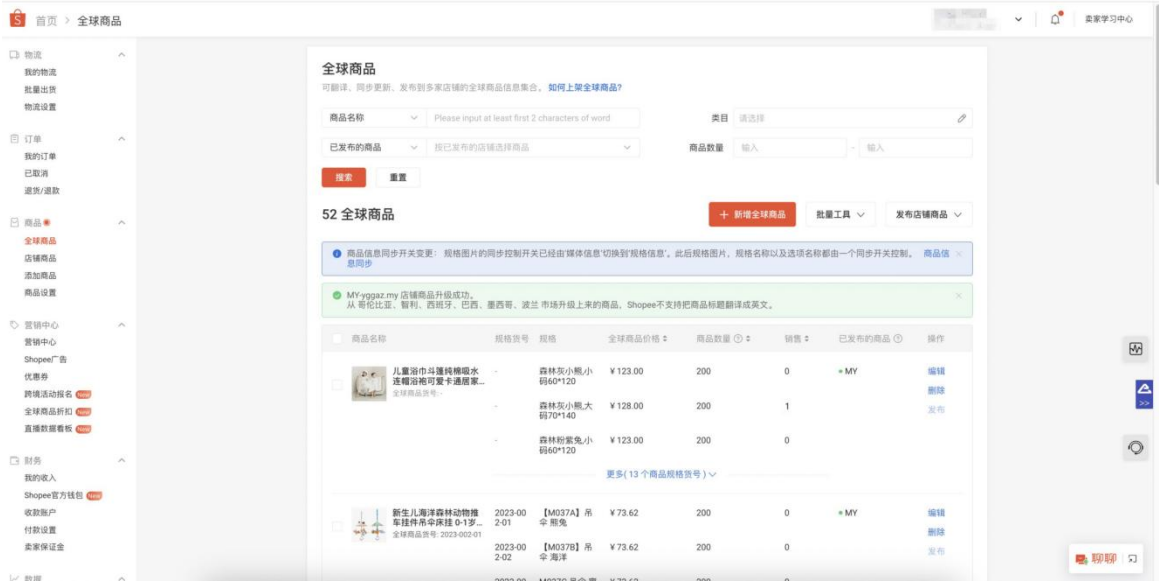 首页 > 全球商品
卖家学习中心
物流
我的物流
批量出货
物流设置
订单
我的订单
已取消
退货/退款
商品
全球商品
店铺商品
添加商品
商品设置
营销中心
营销中心
Shopee广告
优惠券
跨境活动报名 New
全球商品折扣 New
直播数据看板 New
财务
我的收入
Shopee官方钱包 New
收款账户
付款设置
卖家保证金
数据
全球商品
可翻译、同步更新、发布到多家店铺的全球商品信息集合。 如何上架全球商品?
商品名称 Please input at least first 2 characters of word 类目 请选择
已发布的商品 按已发布的店铺选择商品 商品数量 输入 - 输入
搜索 重置
52 全球商品 + 新增全球商品 批量工具 发布店铺商品
商品信息同步开关变更： 规格图片的同步控制开关已经由'媒体信息'切换到'规格信息'。此后规格图片，规格名称以及选项名称都由一个同步开关控制。 商品信
息同步
MY-yggaz.my 店铺商品升级成功。
从 哥伦比亚、智利、西班牙、巴西、墨西哥、波兰 市场升级上来的商品，Shopee不支持把商品标题翻译成英文。
商品名称 规格货号 规格 全球商品价格 商品数量 销售 已发布的商品 操作
儿童浴巾斗篷纯棉吸水 - 森林灰小熊,小 ¥ 123.00 200 0 MY 编辑
连帽浴袍可爱卡通居家... 码60*120 删除
全球商品货号:-
- 森林灰小熊,大 ¥ 128.00 200 1 发布
码70*140
- 森林粉紫兔,小 ¥ 123.00 200 0
码60*120
更多( 13 个商品规格货号 )
新生儿海洋森林动物推 2023-00 【M037A】吊 ¥ 73.62 200 0 MY 编辑
车挂件吊伞床挂 0-1岁... 2-01 伞 熊兔 删除
全球商品货号: 2023-002-01
2023-00 【M037B】吊 ¥ 73.62 200 0 发布
2-02 伞 海洋
聊聊